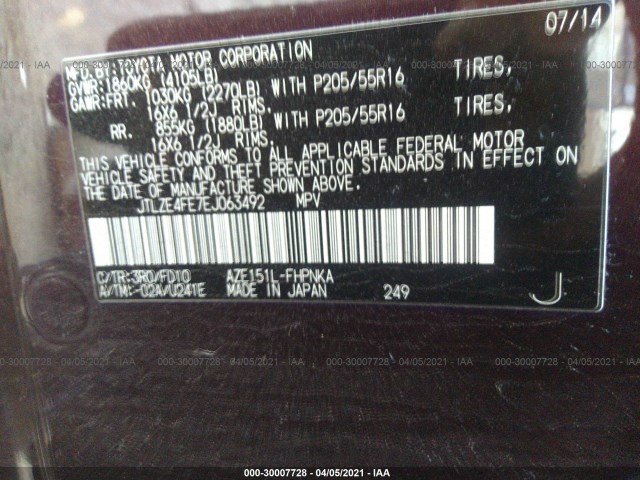 07/14
MFD.BY:TOYOTA MOTOR CORPORATION
GVWR:1860KG (4105LB)
GAWR:FRT. 1030KG (2270LB) WITH P205/55R16 TIRES,
16X6 1/2J RIMS,
RR. 855KG (1880LB) WITH P205/55R16 TIRES,
16X6 1/2J RIMS.
THIS VEHICLE CONFORMS TO ALL APPLICABLE FEDERAL MOTOR
VEHICLE SAFETY AND THEFT PREVENTION STANDARDS IN EFFECT ON
THE DATE OF MANUFACTURE SHOWN ABOVE.
JTLZE4FE7EJ063492 MPV
C/TR:3R0/FD10 AZE151L-FHPNKA
A/TM:-02A/U241E MADE IN JAPAN 249 J
000-30007728 - 04/05/2021 - IAA